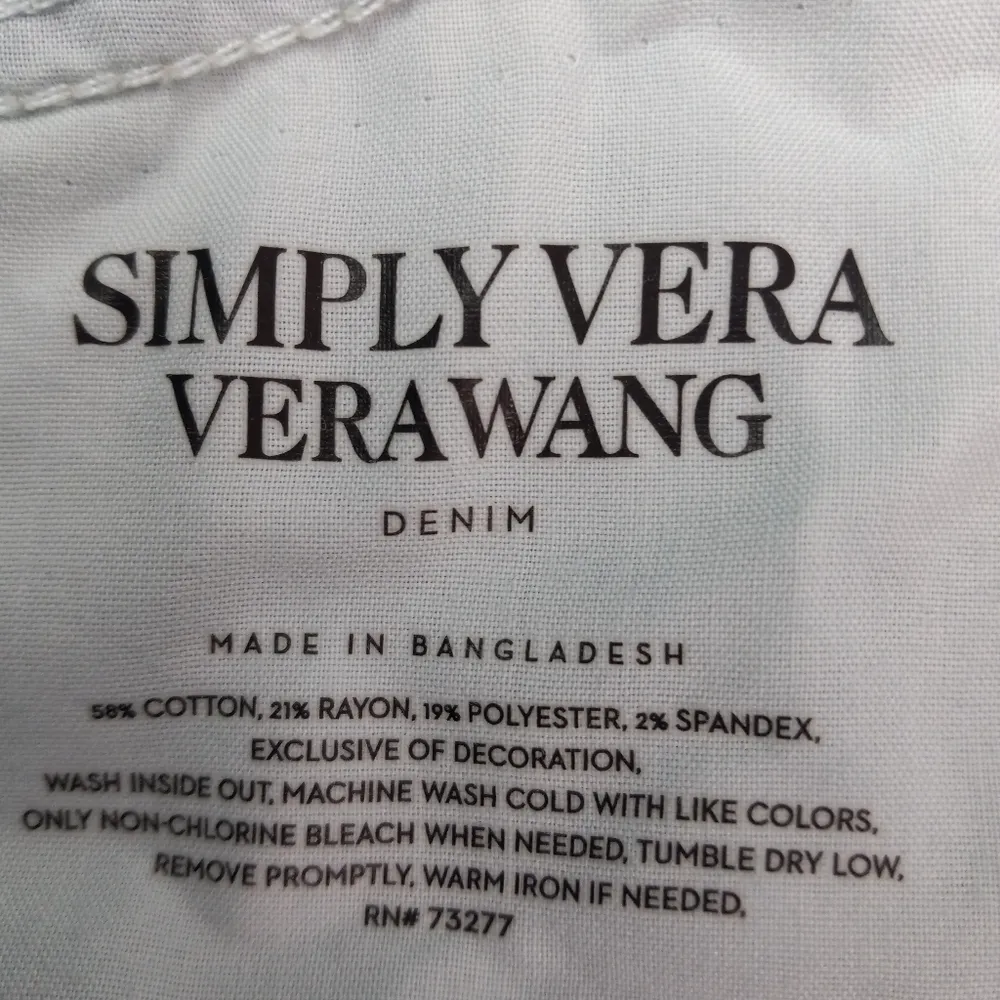 SIMPLY VERA
VERA WANG
DENIM
MADE IN BANGLADESH
58% COTTON, 21% RAYON, 19% POLYESTER, 2% SPANDEX,
EXCLUSIVE OF DECORATION,
WASH INSIDE OUT, MACHINE WASH COLD WITH LIKE COLORS,
ONLY NON-CHLORINE BLEACH WHEN NEEDED, TUMBLE DRY LOW,
REMOVE PROMPTLY, WARM IRON IF NEEDED,
RN# 73277